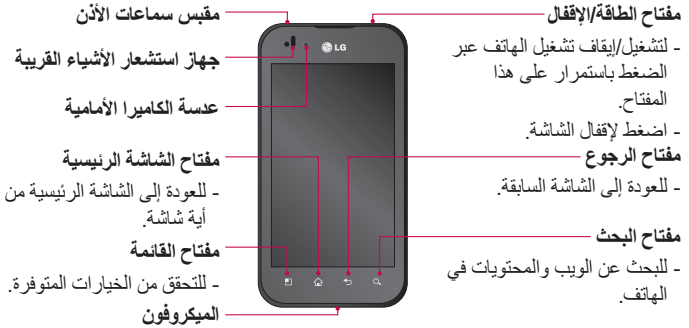 مفتاح الطاقة/الإقفال
- لتشغيل/إيقاف تشغيل الهاتف عبر
الضغط باستمرار على هذا
المفتاح.
- اضغط لإقفال الشاشة.
مفتاح الرجوع
- للعودة إلى الشاشة السابقة.
مفتاح البحث
- للبحث عن الويب والمحتويات في
الهاتف.
LG
مقبس سماعات الأذن
جهاز استشعار الأشياء القريبة
عدسة الكاميرا الأمامية
مفتاح الشاشة الرئيسية
- للعودة إلى الشاشة الرئيسية من
أية شاشة.
مفتاح القائمة
- للتحقق من الخيارات المتوفرة.
الميكروفون